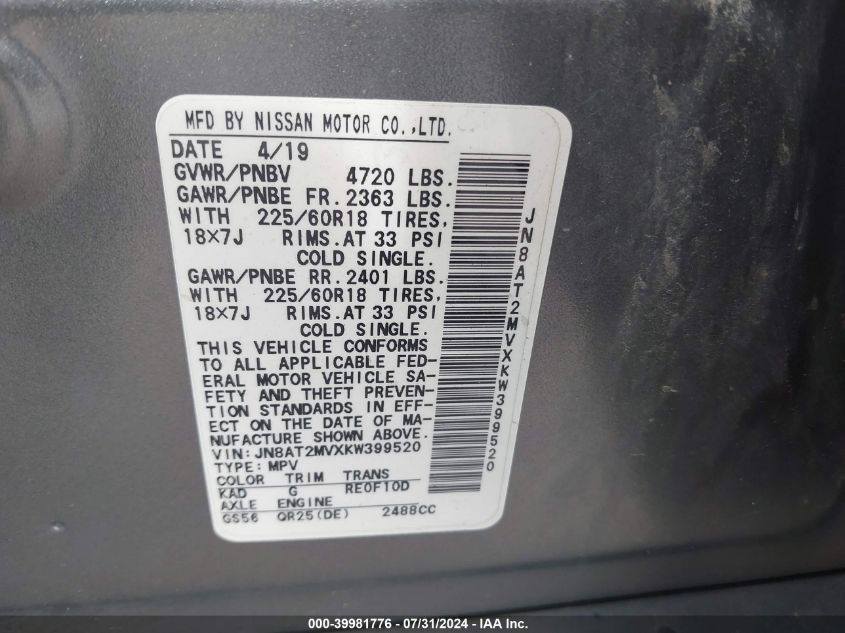 MFD BY NISSAN MOTOR CO.,LTD.
DATE 4/19
GVWR/PNBV 4720 LBS.
GAWR/PNBE FR. 2363 LBS.
WITH 225/60R18 TIRES,
18×7J RIMS.AT 33 PSI
COLD SINGLE.
GAWR/PNBE RR. 2401 LBS.
WITH 225/60R18 TIRES,
18×7J RIMS.AT 33 PSI
COLD SINGLE.
THIS VEHICLE CONFORMS
TO ALL APPLICABLE FED-
ERAL MOTOR VEHICLE SA-
FETY AND THEFT PREVEN-
TION STANDARDS IN EFF-
ECT ON THE DATE OF MA-
NUFACTURE SHOWN ABOVE.
VIN: JN8AT2MVXKW399520
TYPE: MPV
COLOR TRIM TRANS
KAD G RE0F10D
AXLE ENGINE
GS56 QR25(DE) 2488CC
JN8AT2MVXKW399520
000-39981776 / 07/31/2024 - © IAA Inc.